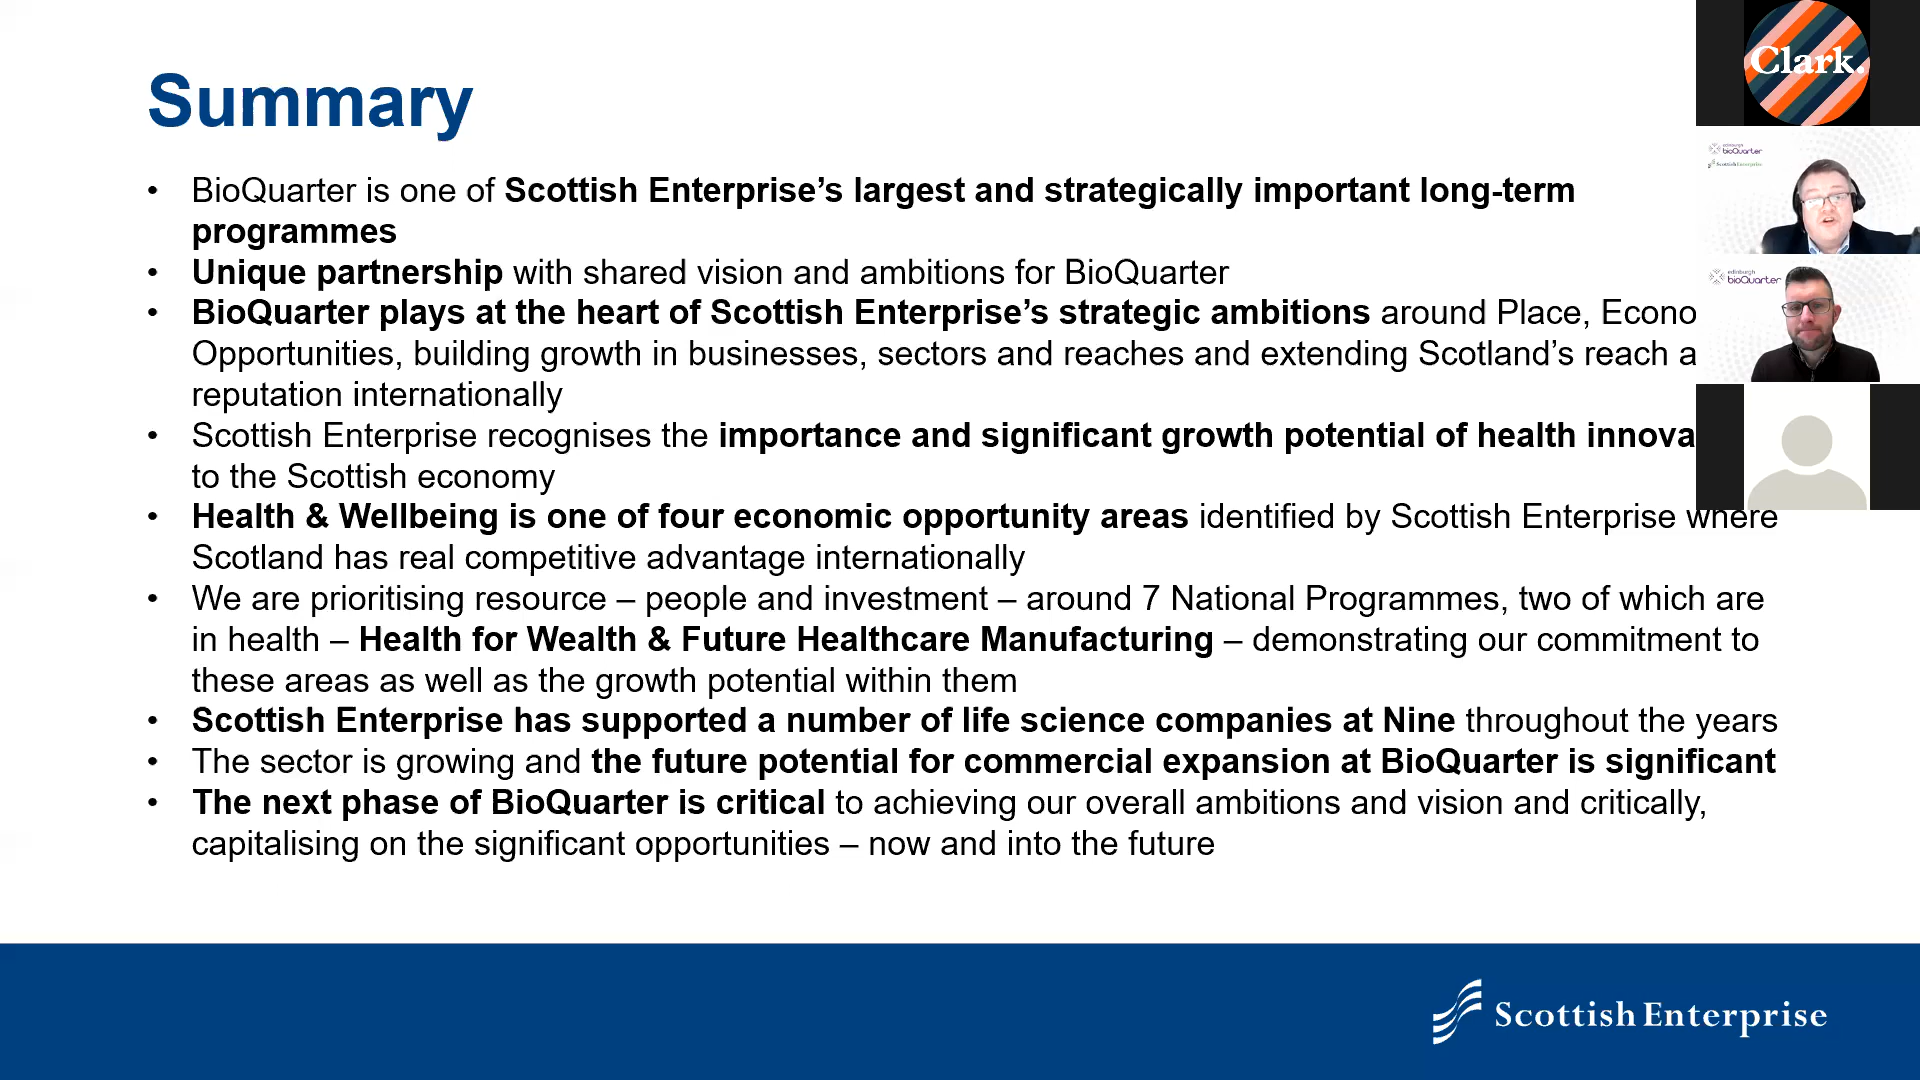 Summary
• BioQuarter is one of Scottish Enterprise’s largest and strategically important long-term
programmes
• Unique partnership with shared vision and ambitions for BioQuarter
• BioQuarter plays at the heart of Scottish Enterprise’s strategic ambitions around Place, Econo
Opportunities, building growth in businesses, sectors and reaches and extending Scotland’s reach a
reputation internationally
• Scottish Enterprise recognises the importance and significant growth potential of health innova
to the Scottish economy
• Health & Wellbeing is one of four economic opportunity areas identified by Scottish Enterprise where
Scotland has real competitive advantage internationally
• We are prioritising resource – people and investment – around 7 National Programmes, two of which are
in health – Health for Wealth & Future Healthcare Manufacturing – demonstrating our commitment to
these areas as well as the growth potential within them
• Scottish Enterprise has supported a number of life science companies at Nine throughout the years
• The sector is growing and the future potential for commercial expansion at BioQuarter is significant
• The next phase of BioQuarter is critical to achieving our overall ambitions and vision and critically,
capitalising on the significant opportunities – now and into the future
Clark.
edinburgh
bioQuarter
Scottish Enterprise
edinburgh
bioQuarter
Scottish Enterprise